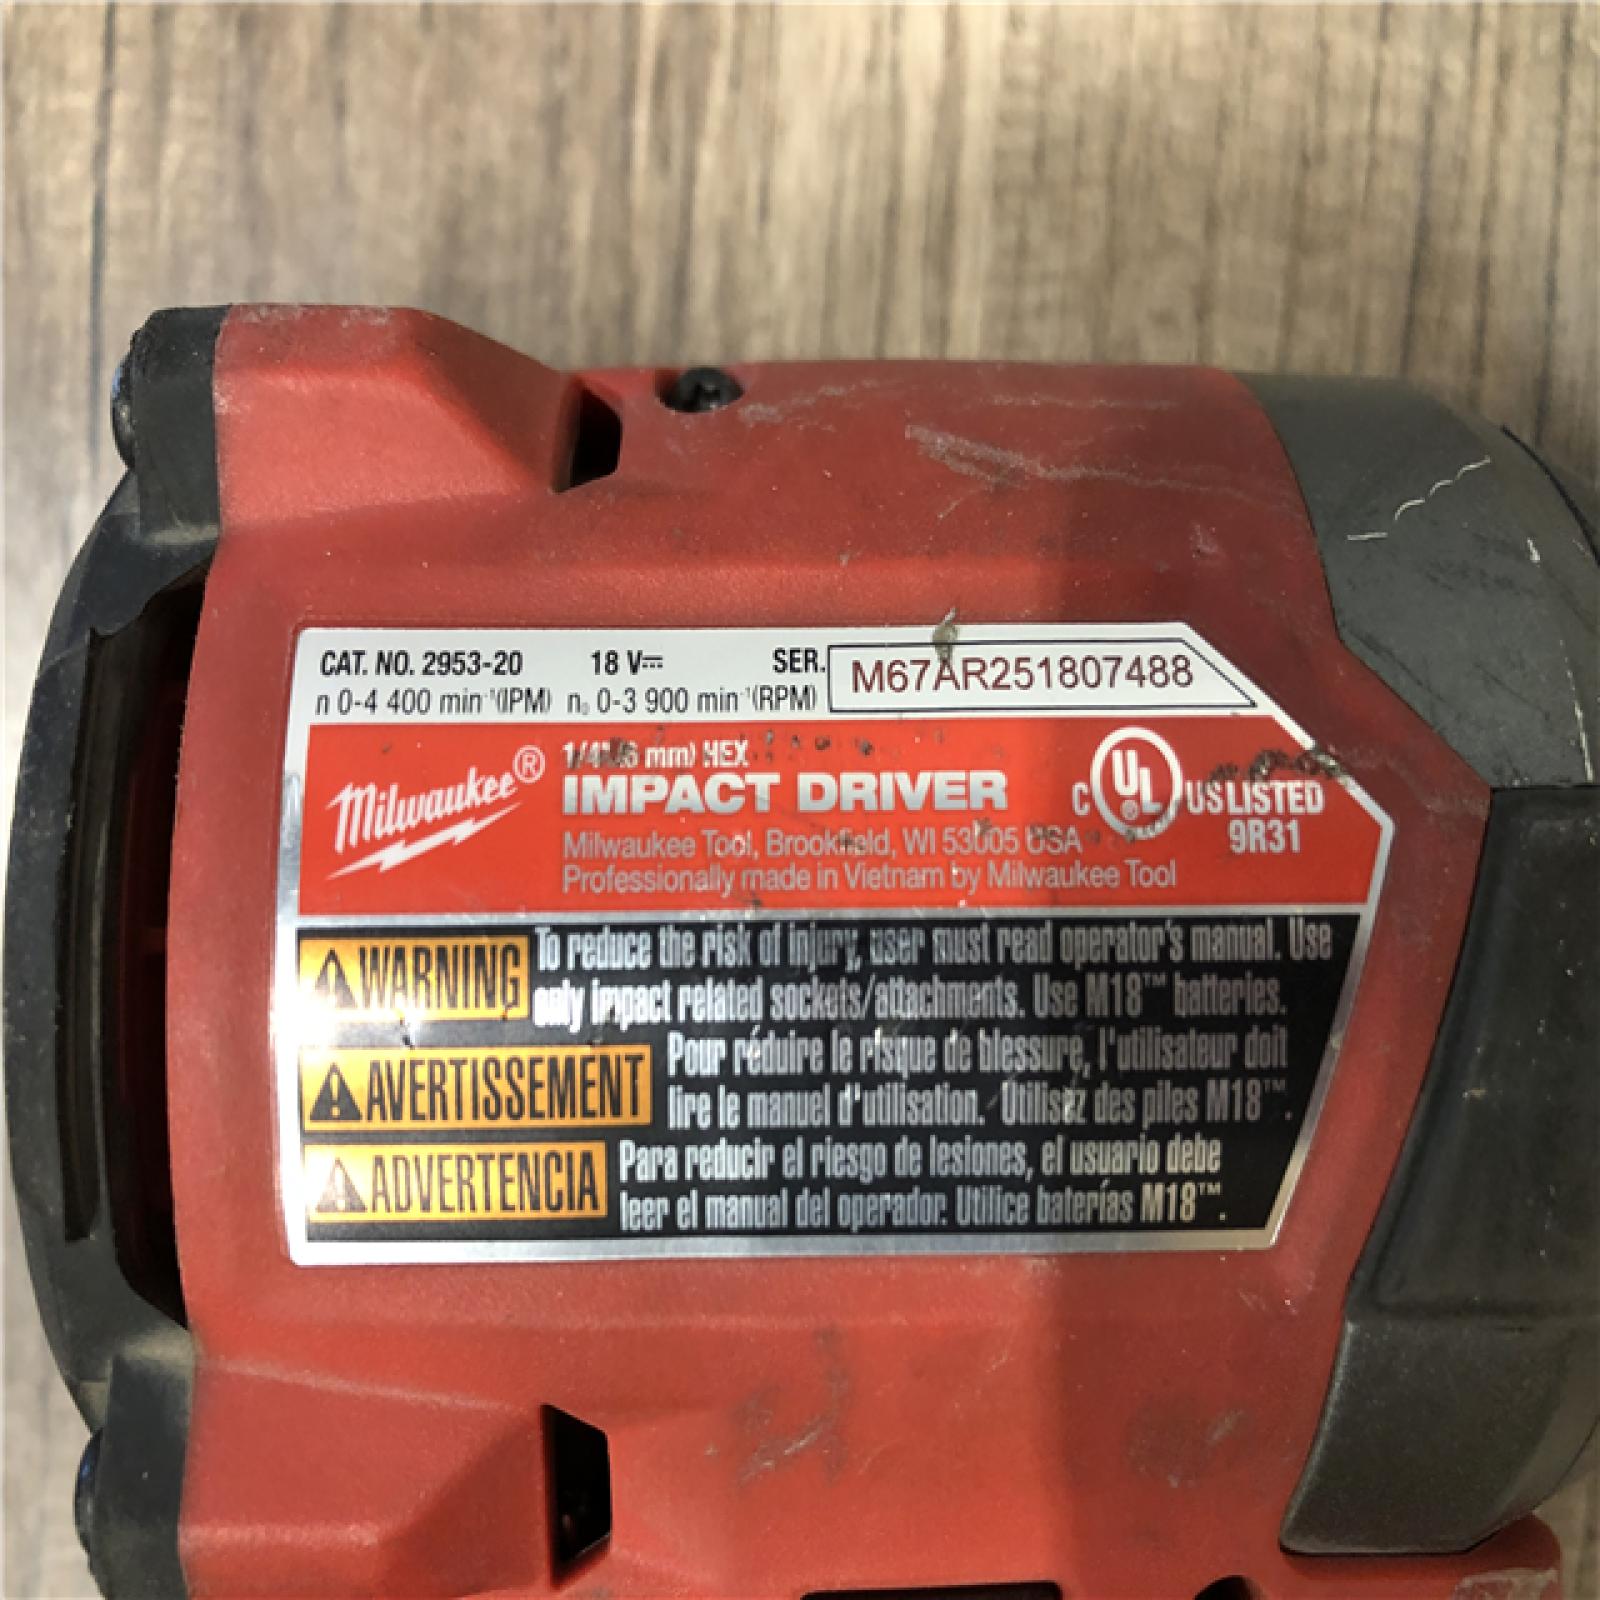 CAT. NO. 2953-20 18 V⎓ SER. M67AR251807488
n 0-4 400 min⁻¹(IPM) n₀ 0-3 900 min⁻¹(RPM)
Milwaukee®
1/4" (6 mm) HEX
IMPACT DRIVER
Milwaukee Tool, Brookfield, WI 53005 USA
Professionally made in Vietnam by Milwaukee Tool
C UL ® US LISTED
9R31
⚠WARNING To reduce the risk of injury, user must read operator's manual. Use
only impact related sockets/attachments. Use M18™ batteries.
⚠AVERTISSEMENT Pour réduire le risque de blessure, l'utilisateur doit
lire le manuel d'utilisation. Utilisez des piles M18™.
⚠ADVERTENCIA Para reducir el riesgo de lesiones, el usuario debe
leer el manual del operador. Utilice baterías M18™.